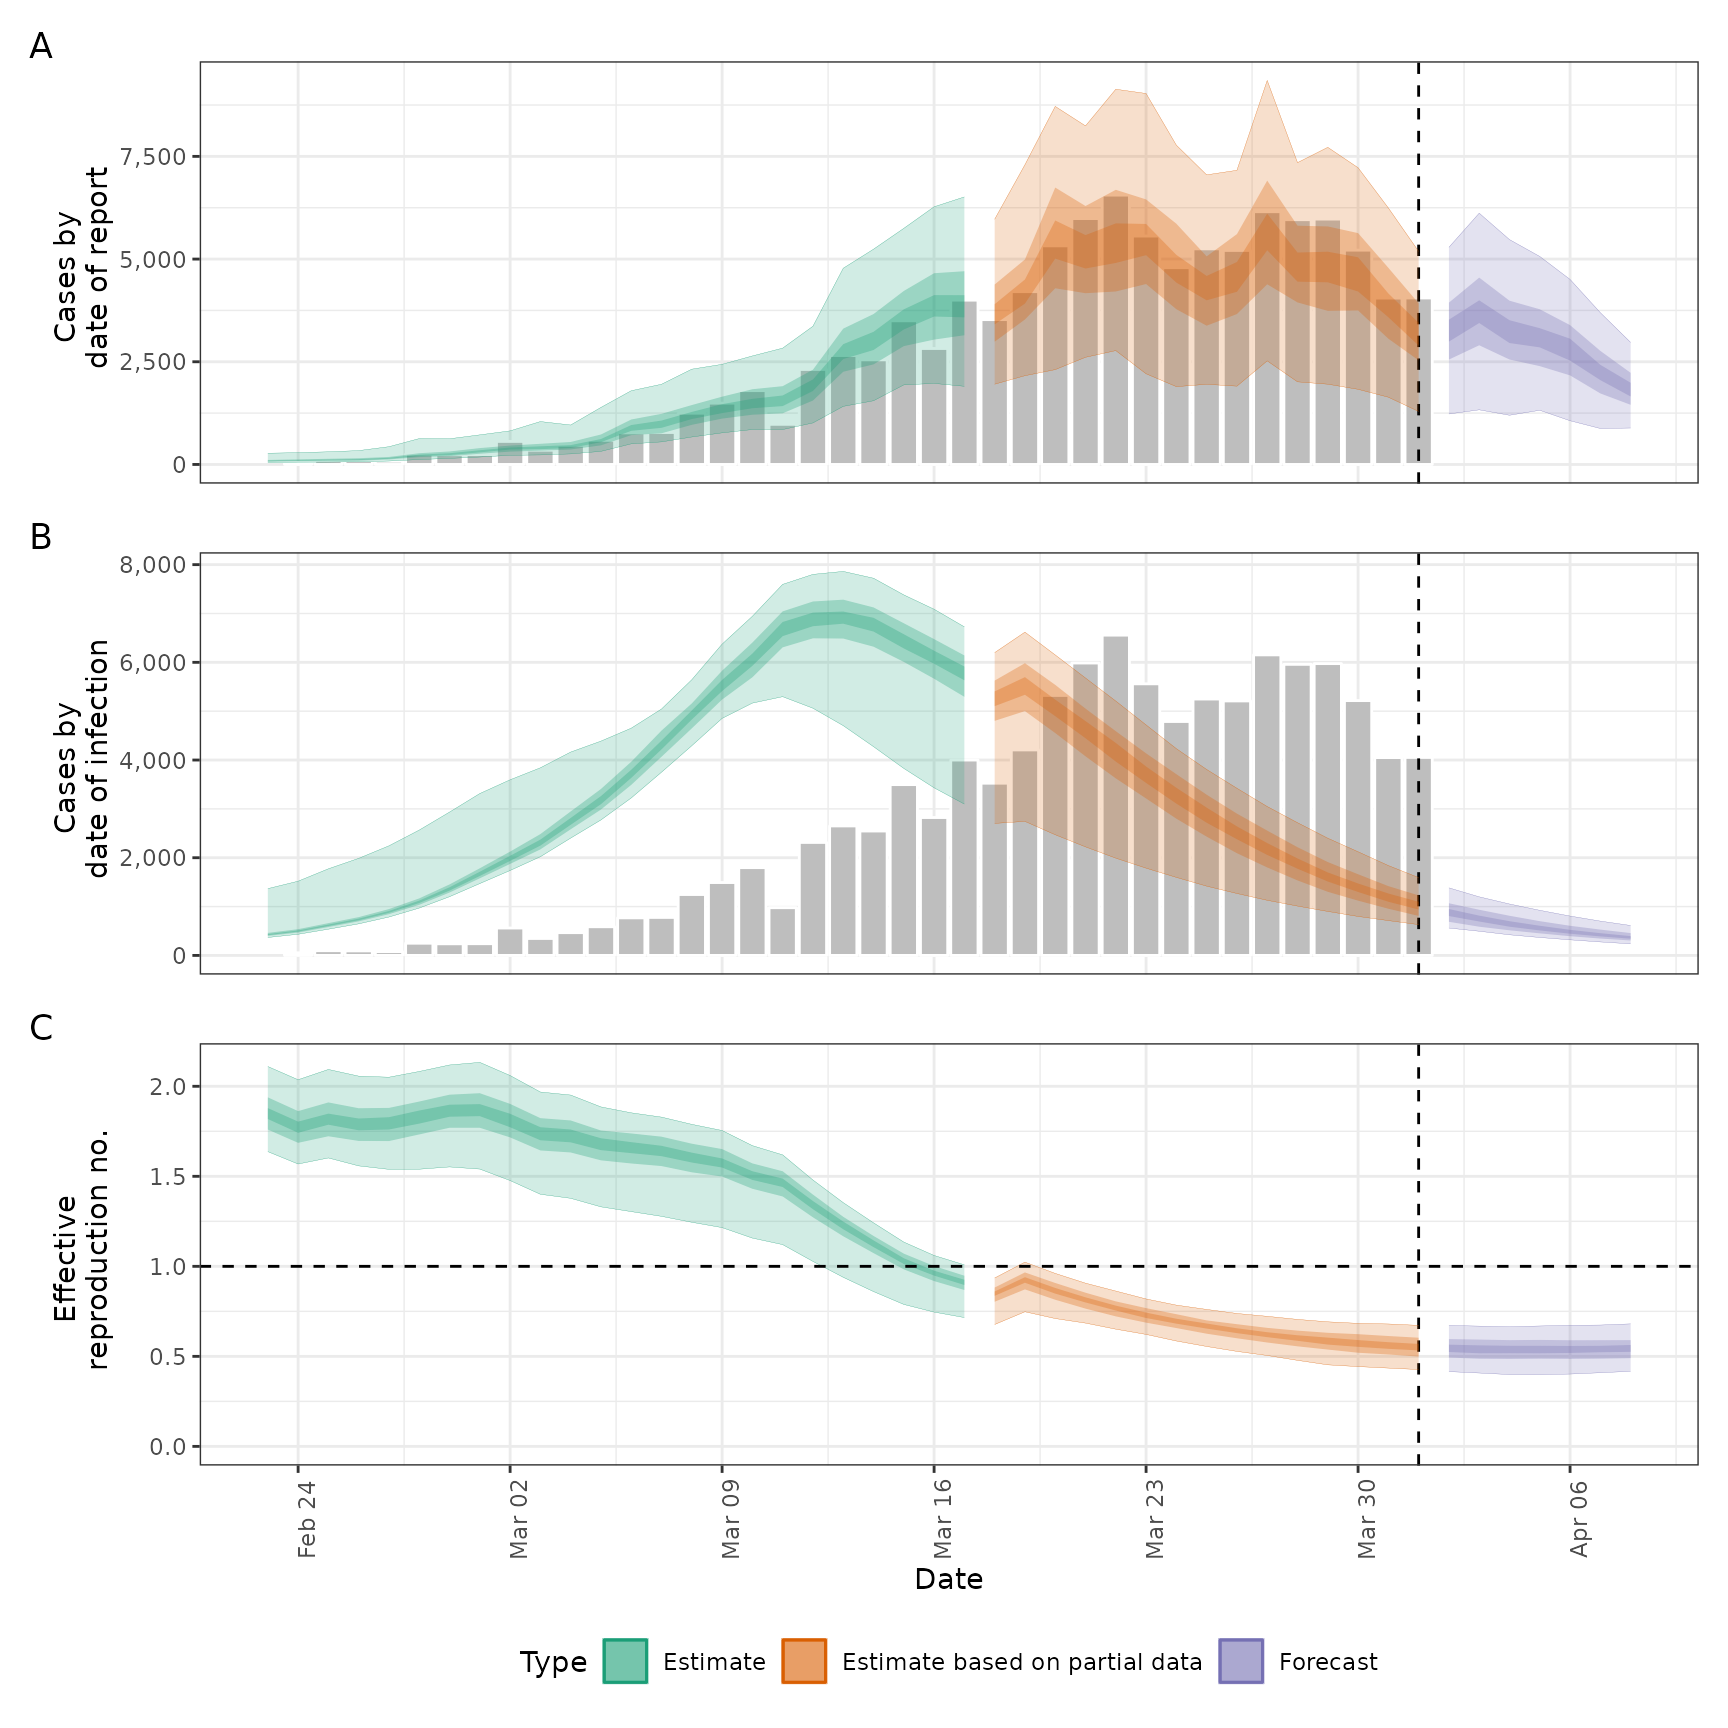 A
Cases by
date of report
7,500
5,000
2,500
0
B
Cases by
date of infection
8,000
6,000
4,000
2,000
0
C
Effective
reproduction no.
2.0
1.5
1.0
0.5
0.0
Feb 24
Mar 02
Mar 09
Mar 16
Mar 23
Mar 30
Apr 06
Date
Type
Estimate
Estimate based on partial data
Forecast